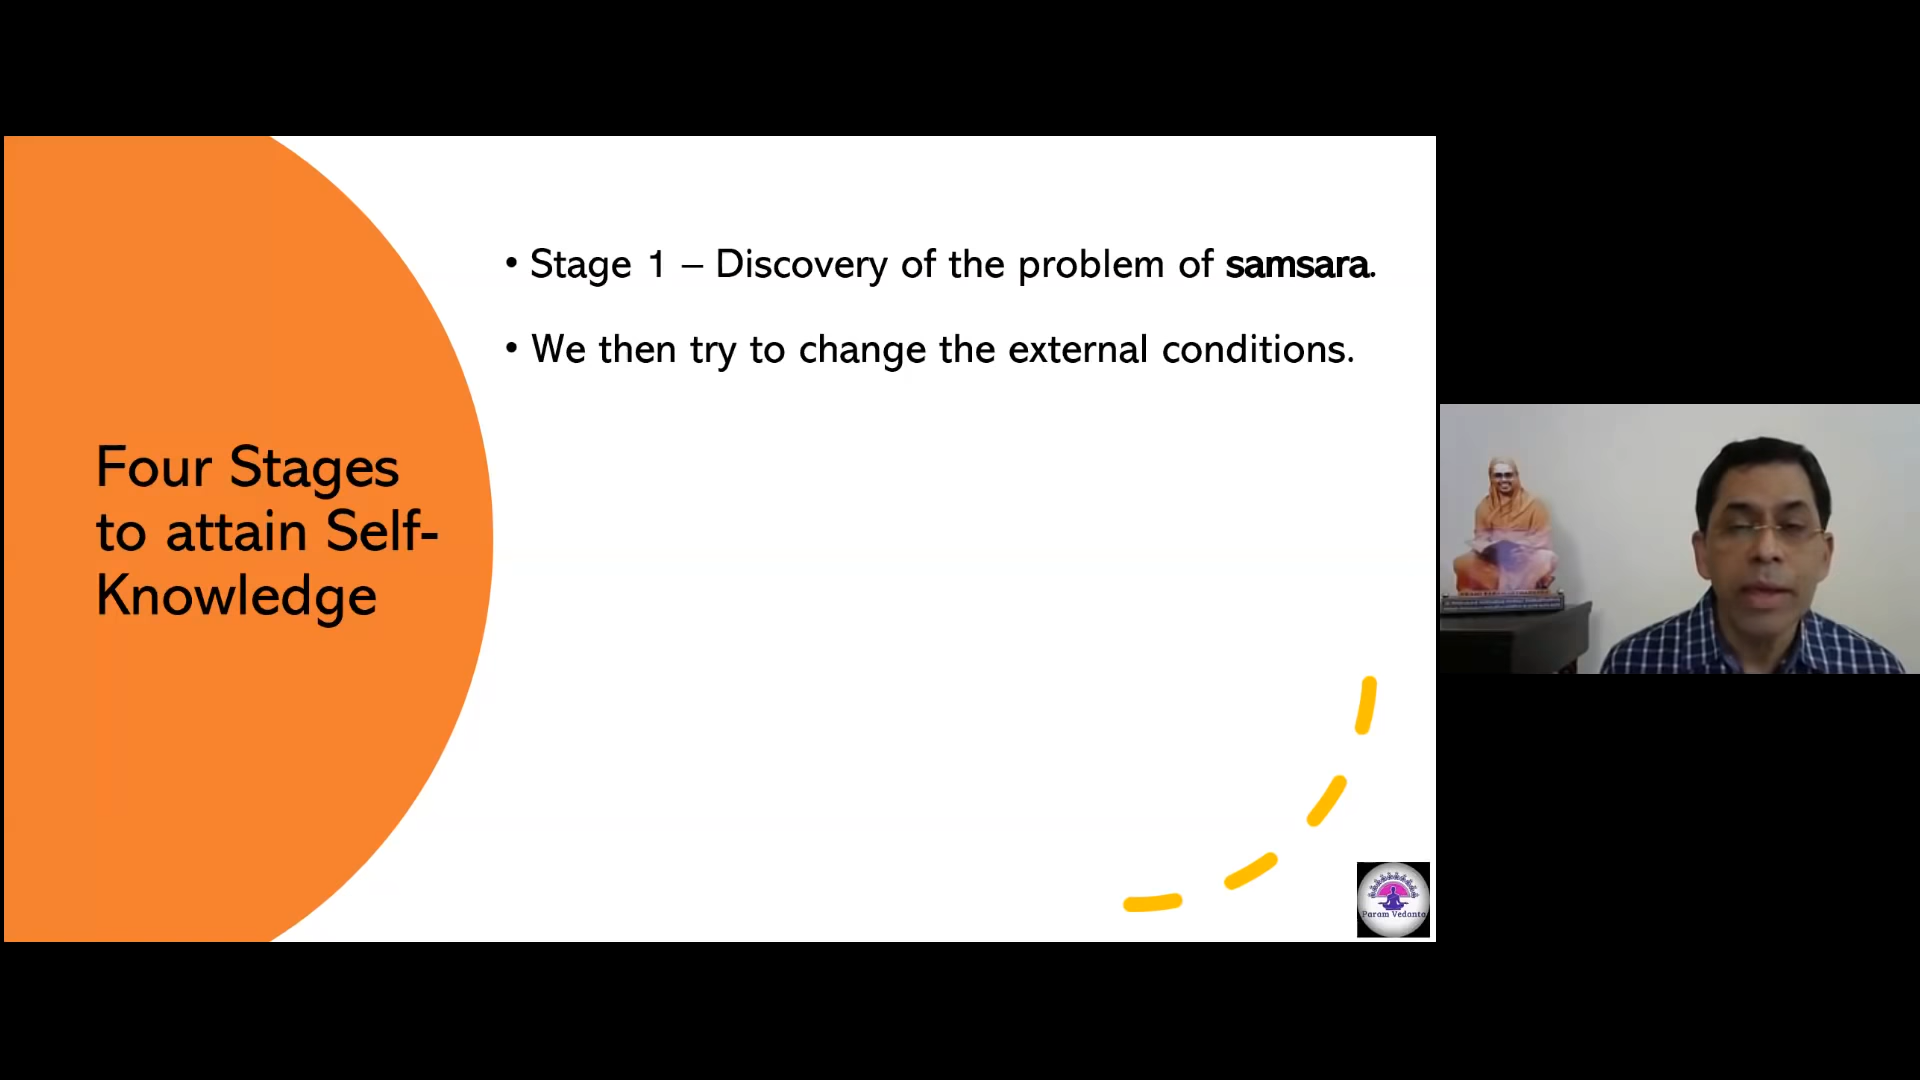 Four Stages
to attain Self-
Knowledge
• Stage 1 – Discovery of the problem of samsara.
• We then try to change the external conditions.
Param Vedanta